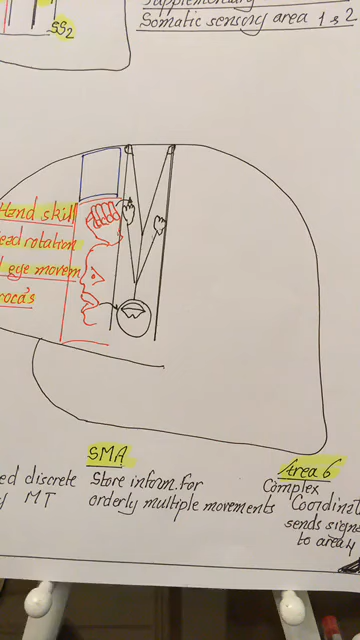 Supplementary
Somatic sensing area 1 & 2
SS2
Hand skill
ead rotation
eye movem
roca's
SMA
Area 6
ed discrete
Store inform. for
Complex
MT
orderly multiple movements
Coordinat
sends signa
to area 4